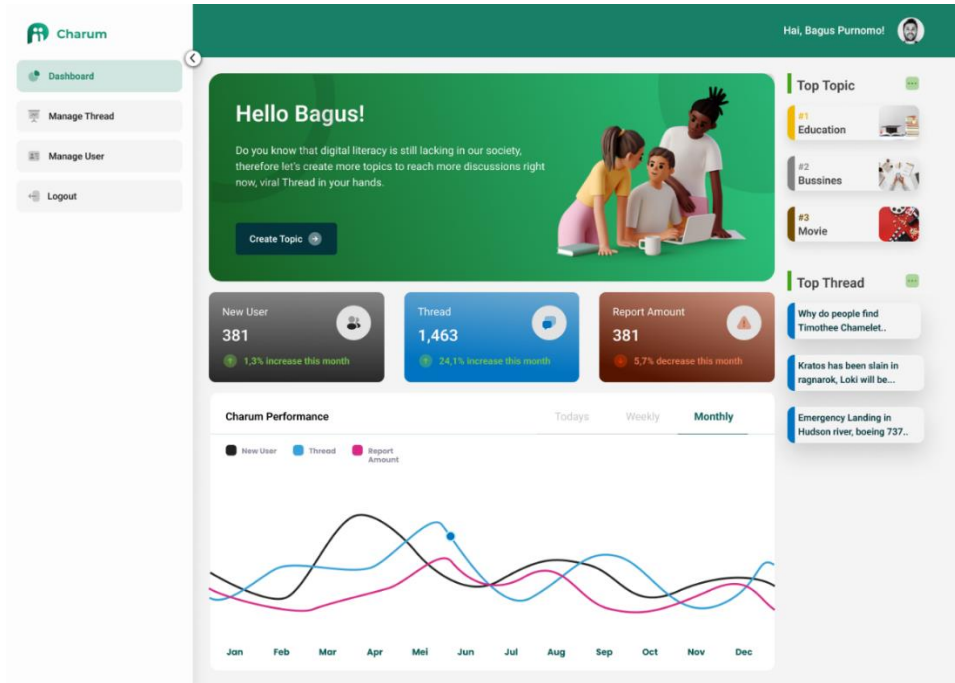 Charum
Hai, Bagus Purnomo!
Dashboard
Manage Thread
Manage User
Logout
Hello Bagus!
Do you know that digital literacy is still lacking in our society,
therefore let's create more topics to reach more discussions right
now, viral Thread in your hands.
Create Topic
New User
381
1,3% increase this month
Thread
1,463
24,1% increase this month
Report Amount
381
5,7% decrease this month
Charum Performance
Todays
Weekly
Monthly
New User
Thread
Report
Amount
Jan
Feb
Mar
Apr
Mei
Jun
Jul
Aug
Sep
Oct
Nov
Dec
Top Topic
#1
Education
#2
Bussines
#3
Movie
Top Thread
Why do people find
Timothee Chamelet..
Kratos has been slain in
ragnarok, Loki will be...
Emergency Landing in
Hudson river, boeing 737..